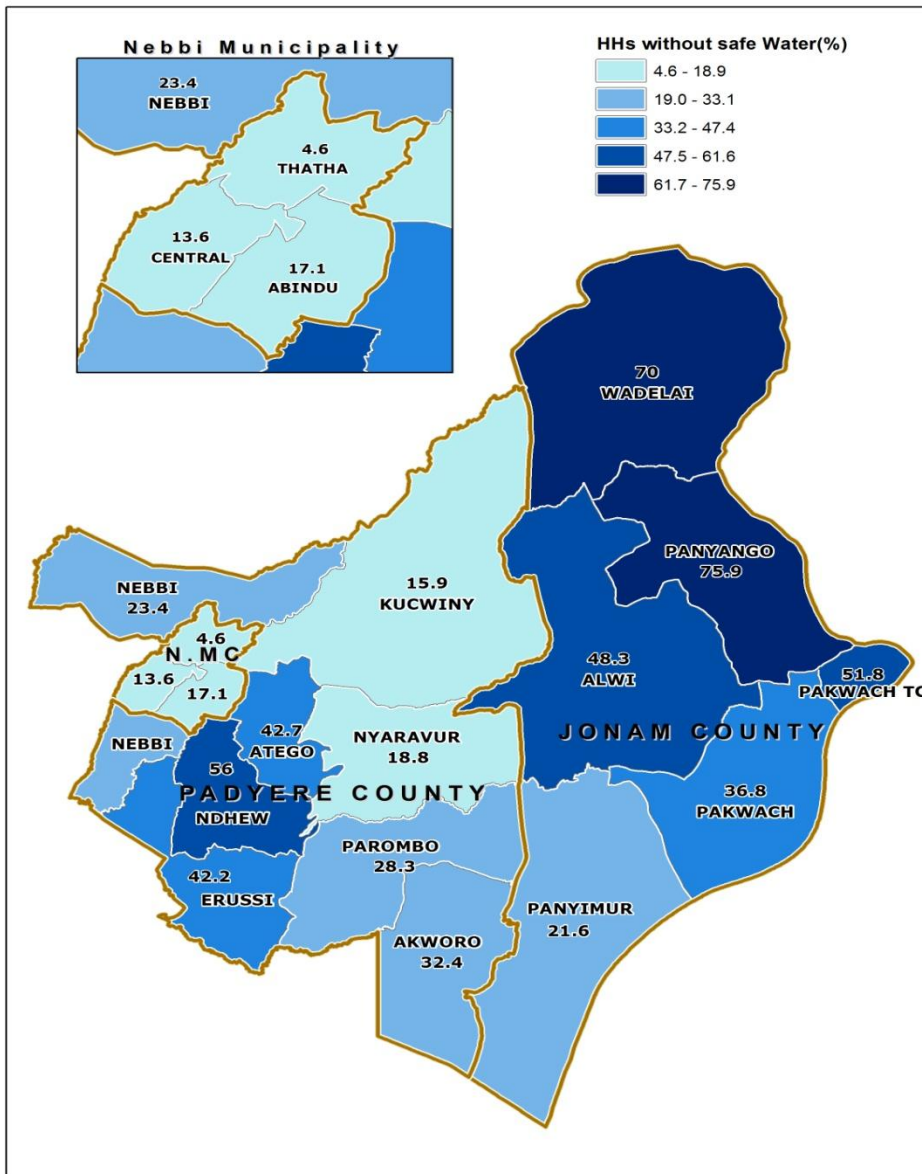 Nebbi Municipality
23.4
NEBBI
4.6
THATHA
13.6
CENTRAL
17.1
ABINDU
HHs without safe Water(%)
4.6 - 18.9
19.0 - 33.1
33.2 - 47.4
47.5 - 61.6
61.7 - 75.9
70
WADELAI
PANYANGO
75.9
NEBBI
23.4
15.9
KUCWINY
4.6
N.MC
13.6
17.1
48.3
ALWI
51.8
PAKWACH TC
JONAM COUNTY
NEBBI
42.7
ATEGO
NYARAVUR
18.8
56
NDHEW
PADYERE COUNTY
36.8
PAKWACH
PAROMBO
28.3
42.2
ERUSSI
AKWORO
32.4
PANYIMUR
21.6